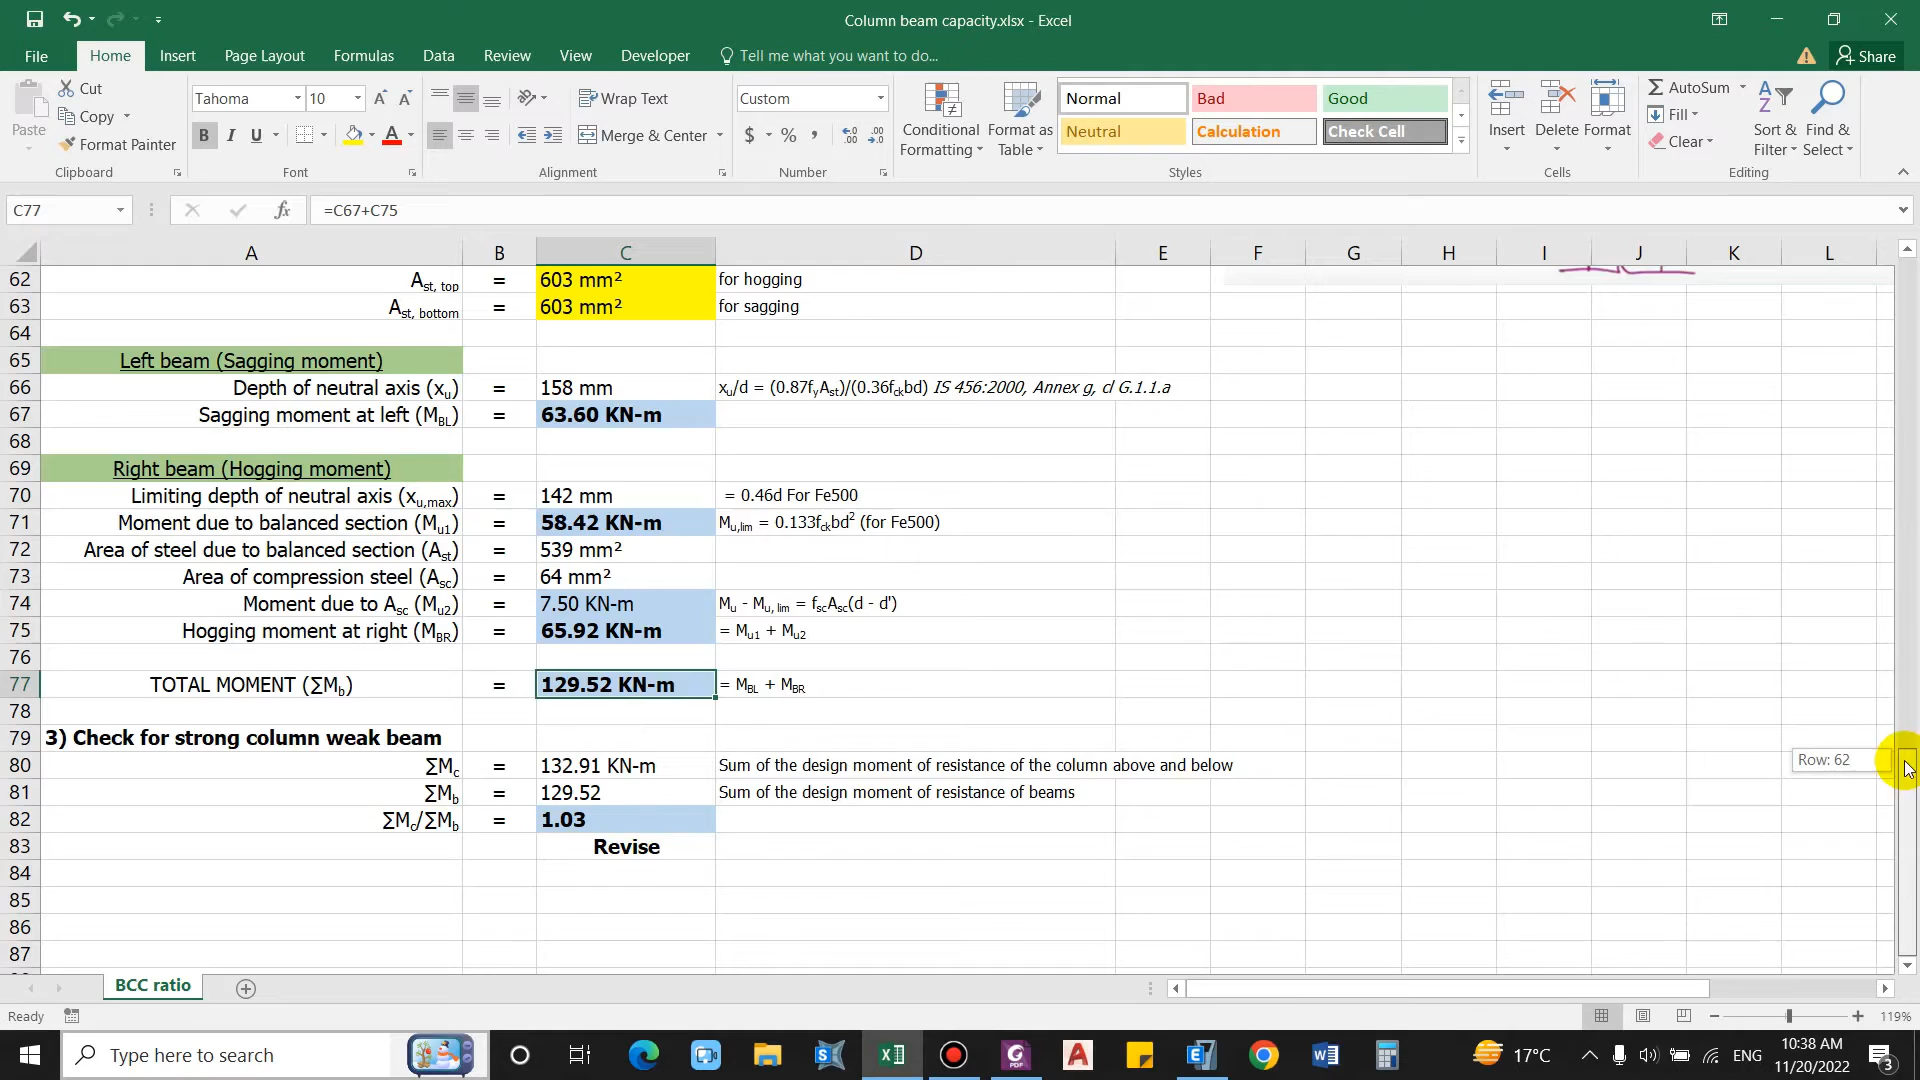 Column beam capacity.xlsx - Excel
File Home Insert Page Layout Formulas Data Review View Developer Tell me what you want to do... Share
Paste
Cut
Copy
Format Painter
Clipboard
Tahoma 10
B I U
Font
Wrap Text
Merge & Center
Alignment
Custom
$ % ,
Number
Conditional Formatting
Format as Table
Normal Bad Good
Neutral Calculation Check Cell
Styles
Insert Delete Format
Cells
AutoSum
Fill
Clear
Sort & Filter
Find & Select
Editing
C77 fx =C67+C75
A B C D E F G H I J K L
62 Ast, top = 603 mm² for hogging
63 Ast, bottom = 603 mm² for sagging
64
65 Left beam (Sagging moment)
66 Depth of neutral axis (xu) = 158 mm xu/d = (0.87fyAst)/(0.36fckbd) IS 456:2000, Annex g, cl G.1.1.a
67 Sagging moment at left (MBL) = 63.60 KN-m
68
69 Right beam (Hogging moment)
70 Limiting depth of neutral axis (xu,max) = 142 mm = 0.46d For Fe500
71 Moment due to balanced section (Mu1) = 58.42 KN-m Mu,lim = 0.133fckbd² (for Fe500)
72 Area of steel due to balanced section (Ast) = 539 mm²
73 Area of compression steel (Asc) = 64 mm²
74 Moment due to Asc (Mu2) = 7.50 KN-m Mu - Mu, lim = fscAsc(d - d')
75 Hogging moment at right (MBR) = 65.92 KN-m = Mu1 + Mu2
76
77 TOTAL MOMENT (∑Mb) = 129.52 KN-m = MBL + MBR
78
79 3) Check for strong column weak beam
80 ∑Mc = 132.91 KN-m Sum of the design moment of resistance of the column above and below
Row: 62
81 ∑Mb = 129.52 Sum of the design moment of resistance of beams
82 ∑Mc/∑Mb = 1.03
83 Revise
84
85
86
87
BCC ratio
Ready 119%
Type here to search
17°C ENG 10:38 AM
11/20/2022
3